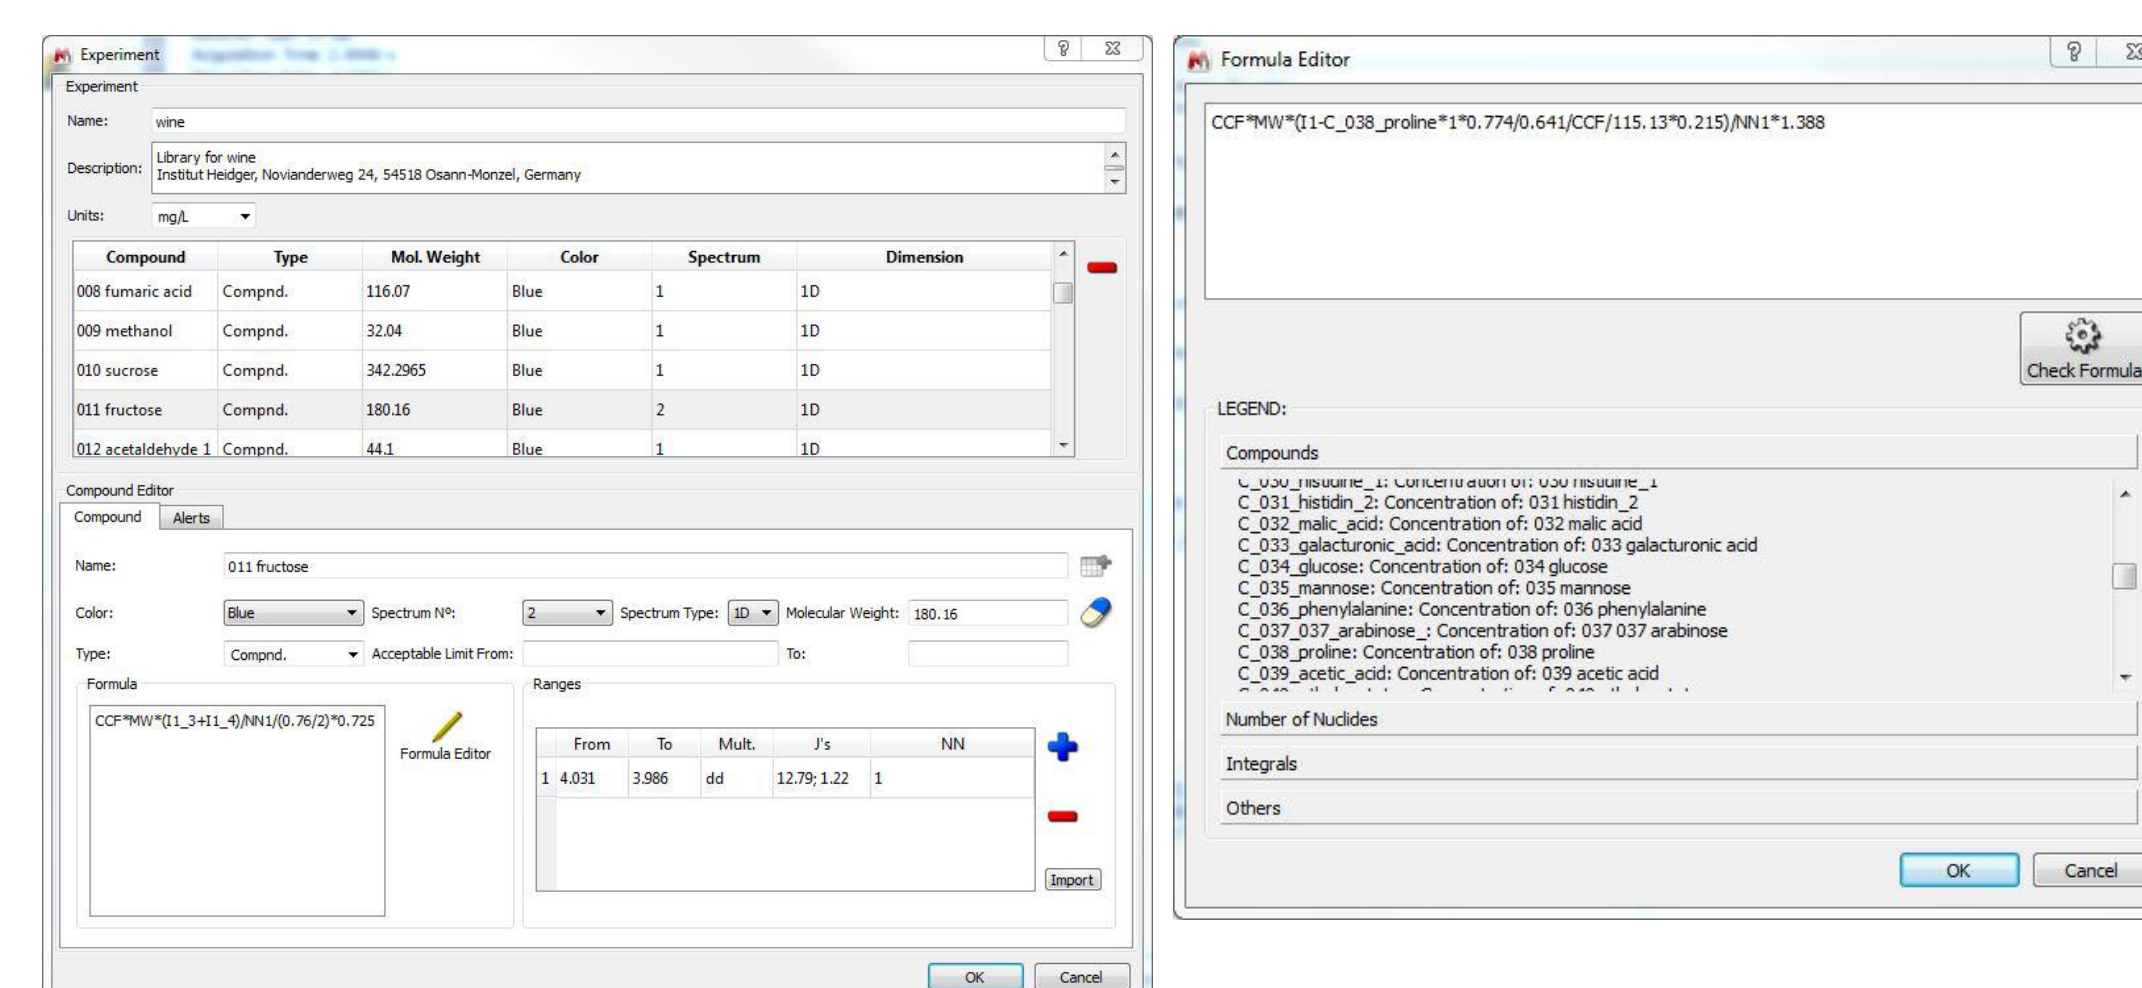 Experiment
Experiment
Name: wine
Description: Library for wine
Institut Heidger, Novianderweg 24, 54518 Osann-Monzel, Germany
Units: mg/L
Compound Type Mol. Weight Color Spectrum Dimension
008 fumaric acid Compnd. 116.07 Blue 1 1D
009 methanol Compnd. 32.04 Blue 1 1D
010 sucrose Compnd. 342.2965 Blue 1 1D
011 fructose Compnd. 180.16 Blue 2 1D
012 acetaldehyde 1 Compnd. 44.1 Blue 1 1D
Compound Editor
Compound Alerts
Name: 011 fructose
Color: Blue Spectrum Nº: 2 Spectrum Type: 1D Molecular Weight: 180.16
Type: Compnd. Acceptable Limit From: To:
Formula
CCF*MW*(I1_3+I1_4)/NN1/(0.76/2)*0.725
Formula Editor
Ranges
From To Mult. J's NN
1 4.031 3.986 dd 12.79; 1.22 1
Import
OK Cancel
Formula Editor
CCF*MW*(I1-C_038_proline*1*0.774/0.641/CCF/115.13*0.215)/NN1*1.388
Check Formula
LEGEND:
Compounds
C_030_histidine_1: Concentration of: 030 histidine_1
C_031_histidin_2: Concentration of: 031 histidin_2
C_032_malic_acid: Concentration of: 032 malic acid
C_033_galacturonic_acid: Concentration of: 033 galacturonic acid
C_034_glucose: Concentration of: 034 glucose
C_035_mannose: Concentration of: 035 mannose
C_036_phenylalanine: Concentration of: 036 phenylalanine
C_037_037_arabinose_: Concentration of: 037 037 arabinose
C_038_proline: Concentration of: 038 proline
C_039_acetic_acid: Concentration of: 039 acetic acid
Number of Nuclides
Integrals
Others
OK Cancel